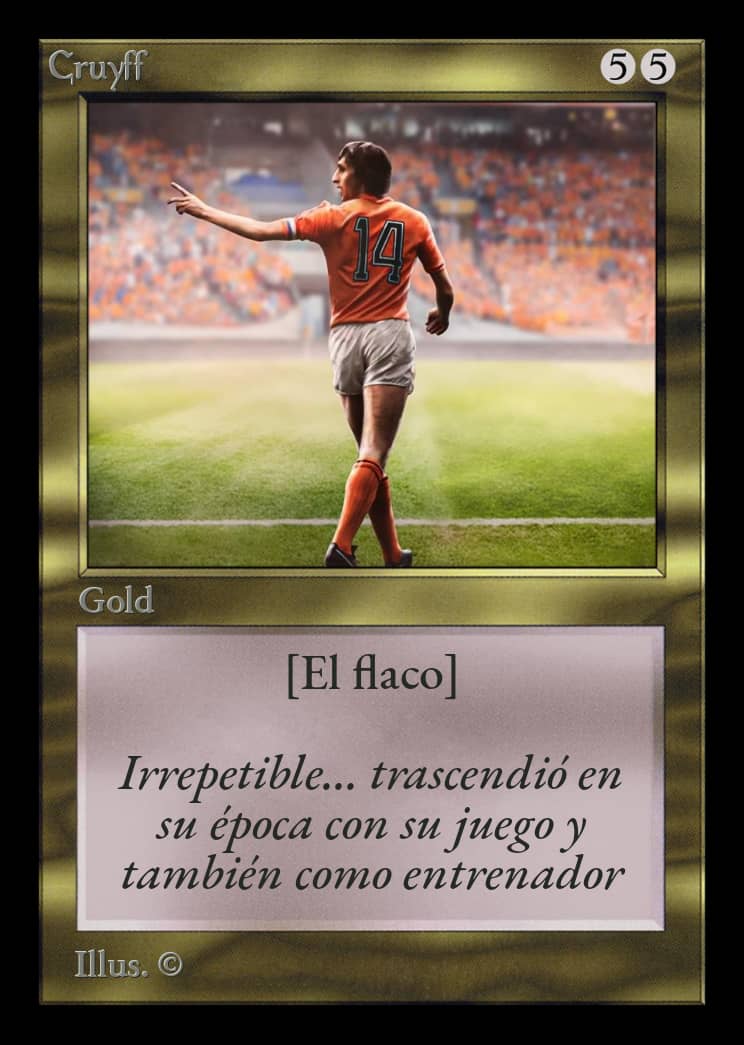 Cruyff
5 5
14
Gold
[El flaco]
Irrepetible... trascendió en
su época con su juego y
también como entrenador
Illus. ©